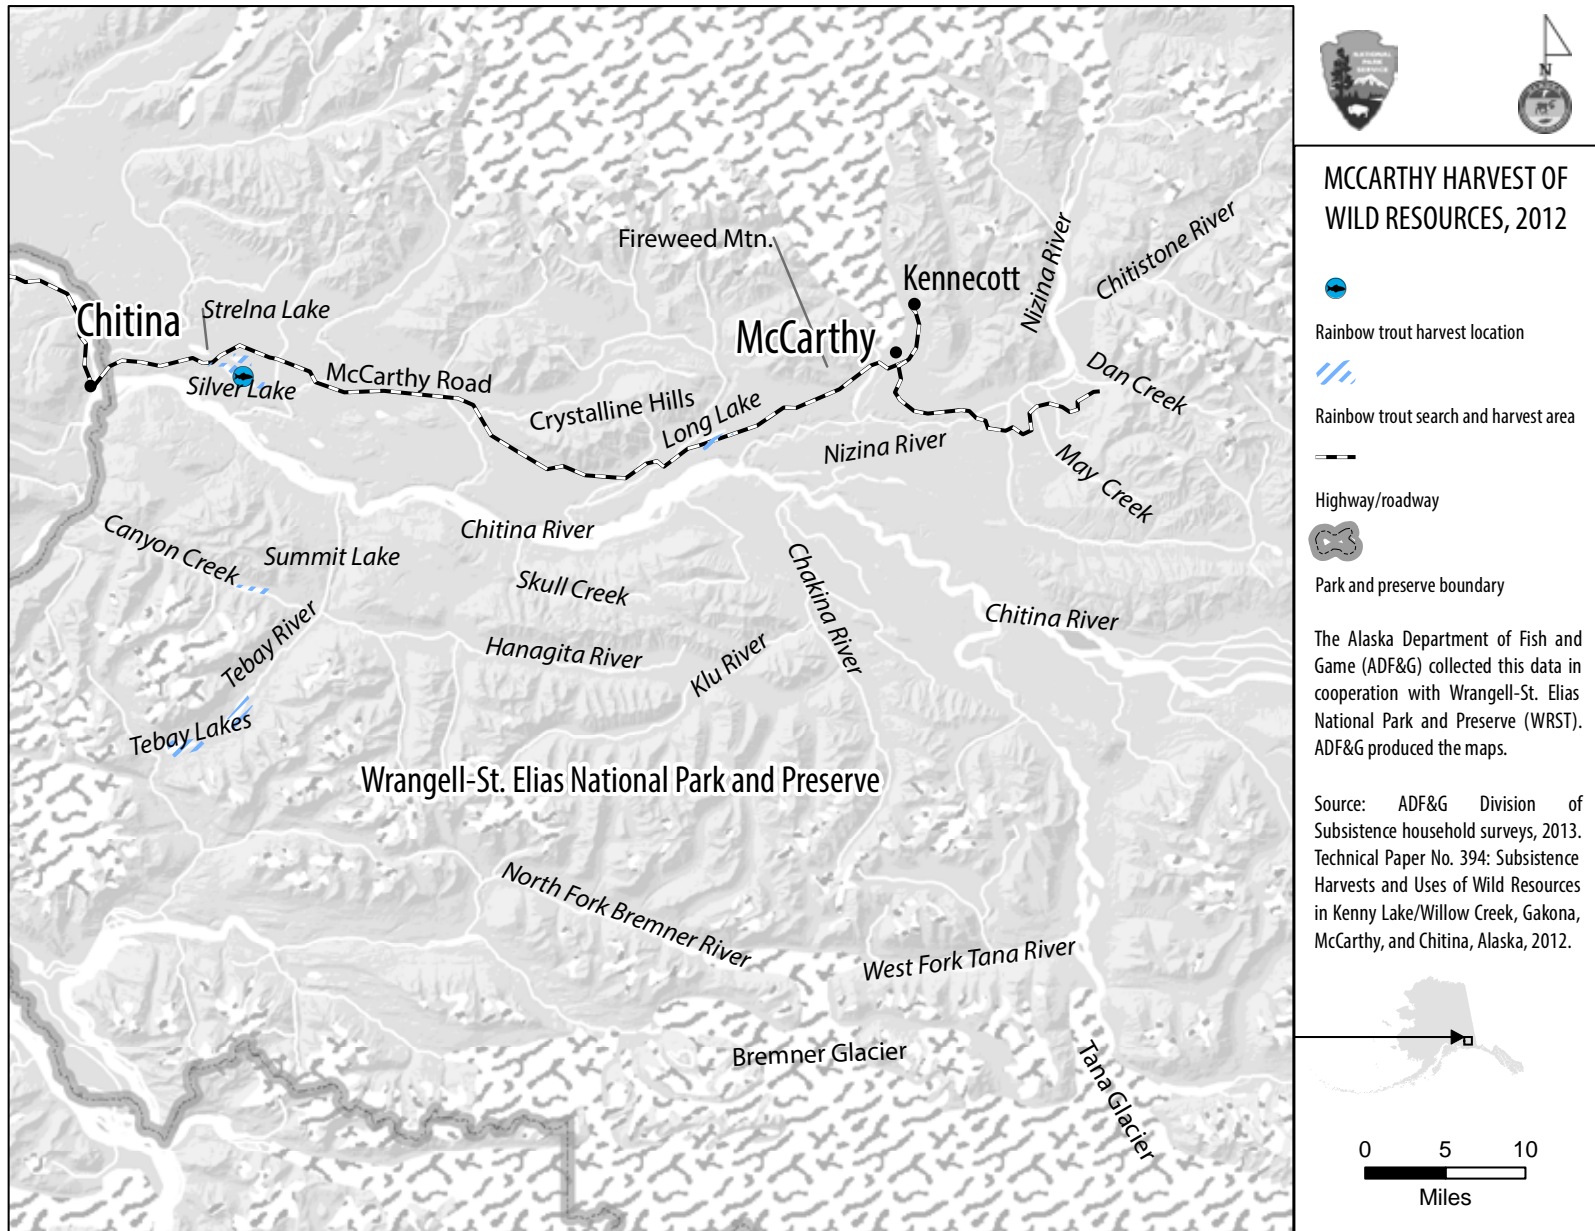 Fireweed Mtn.
Nizina River
Chitistone River
Kennecott
Chitina
Strelna Lake
McCarthy
Silver Lake
McCarthy Road
Dan Creek
Crystalline Hills
Long Lake
Nizina River
May Creek
Canyon Creek
Summit Lake
Chitina River
Skull Creek
Chakina River
Chitina River
Tebay River
Hanagita River
Klu River
Tebay Lakes
Wrangell-St. Elias National Park and Preserve
North Fork Bremner River
West Fork Tana River
Bremner Glacier
Tana Glacier
NATIONAL
PARK
SERVICE
N
MCCARTHY HARVEST OF
WILD RESOURCES, 2012
Rainbow trout harvest location
Rainbow trout search and harvest area
Highway/roadway
Park and preserve boundary
The Alaska Department of Fish and
Game (ADF&G) collected this data in
cooperation with Wrangell-St. Elias
National Park and Preserve (WRST).
ADF&G produced the maps.
Source: ADF&G Division of
Subsistence household surveys, 2013.
Technical Paper No. 394: Subsistence
Harvests and Uses of Wild Resources
in Kenny Lake/Willow Creek, Gakona,
McCarthy, and Chitina, Alaska, 2012.
0 5 10
Miles